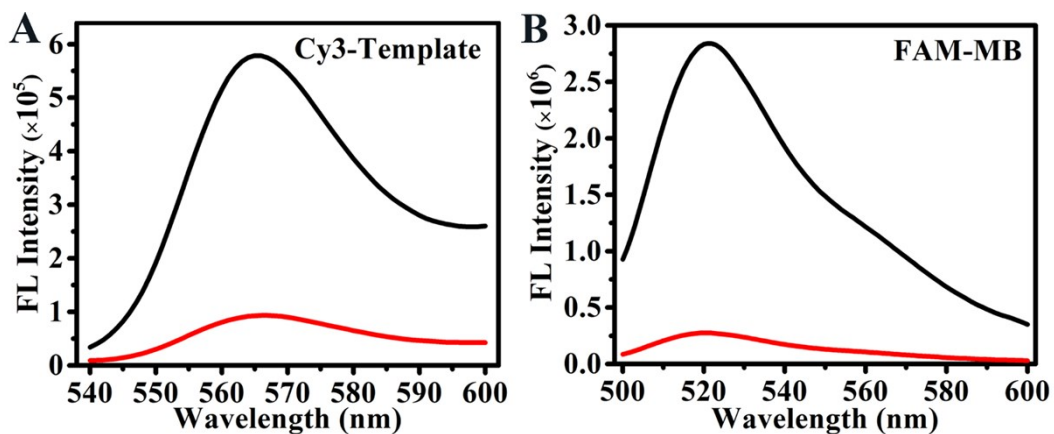 A
Cy3-Template
FL Intensity (×10⁵)
6
5
4
3
2
1
0
540 550 560 570 580 590 600
Wavelength (nm)
B
FAM-MB
FL Intensity (×10⁶)
3.0
2.5
2.0
1.5
1.0
0.5
0.0
500 520 540 560 580 600
Wavelength (nm)